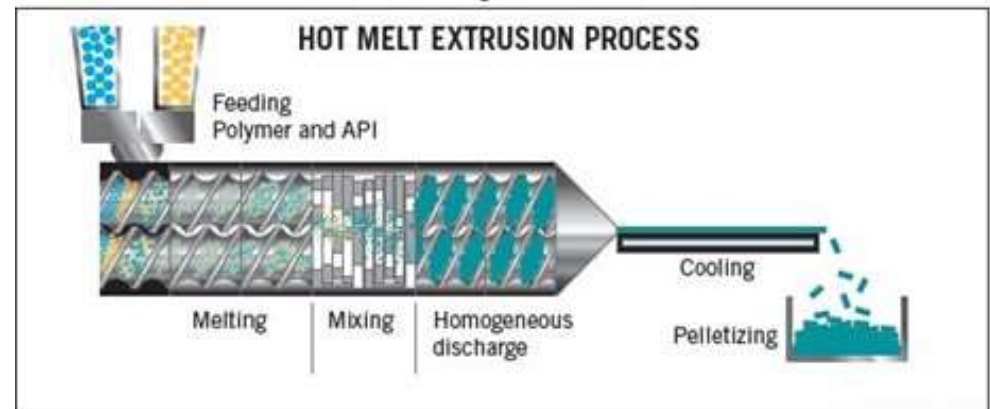 HOT MELT EXTRUSION PROCESS
Feeding
Polymer and API
Cooling
Melting
Mixing
Homogeneous
discharge
Pelletizing